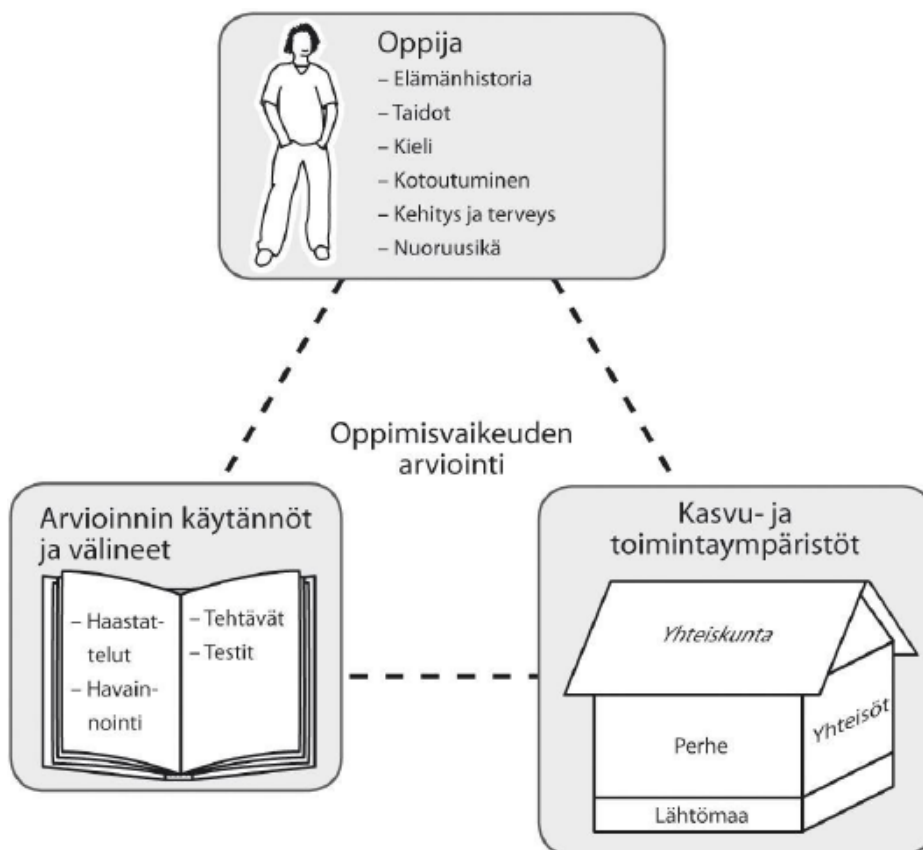 Oppija
– Elämänhistoria
– Taidot
– Kieli
– Kotoutuminen
– Kehitys ja terveys
– Nuoruusikä
Oppimisvaikeuden
arviointi
Arvioinnin käytännöt
ja välineet
– Haastat-
telut
– Havain-
nointi
– Tehtävät
– Testit
Kasvu- ja
toimintaympäristöt
Yhteiskunta
Perhe
Yhteisöt
Lähtömaa